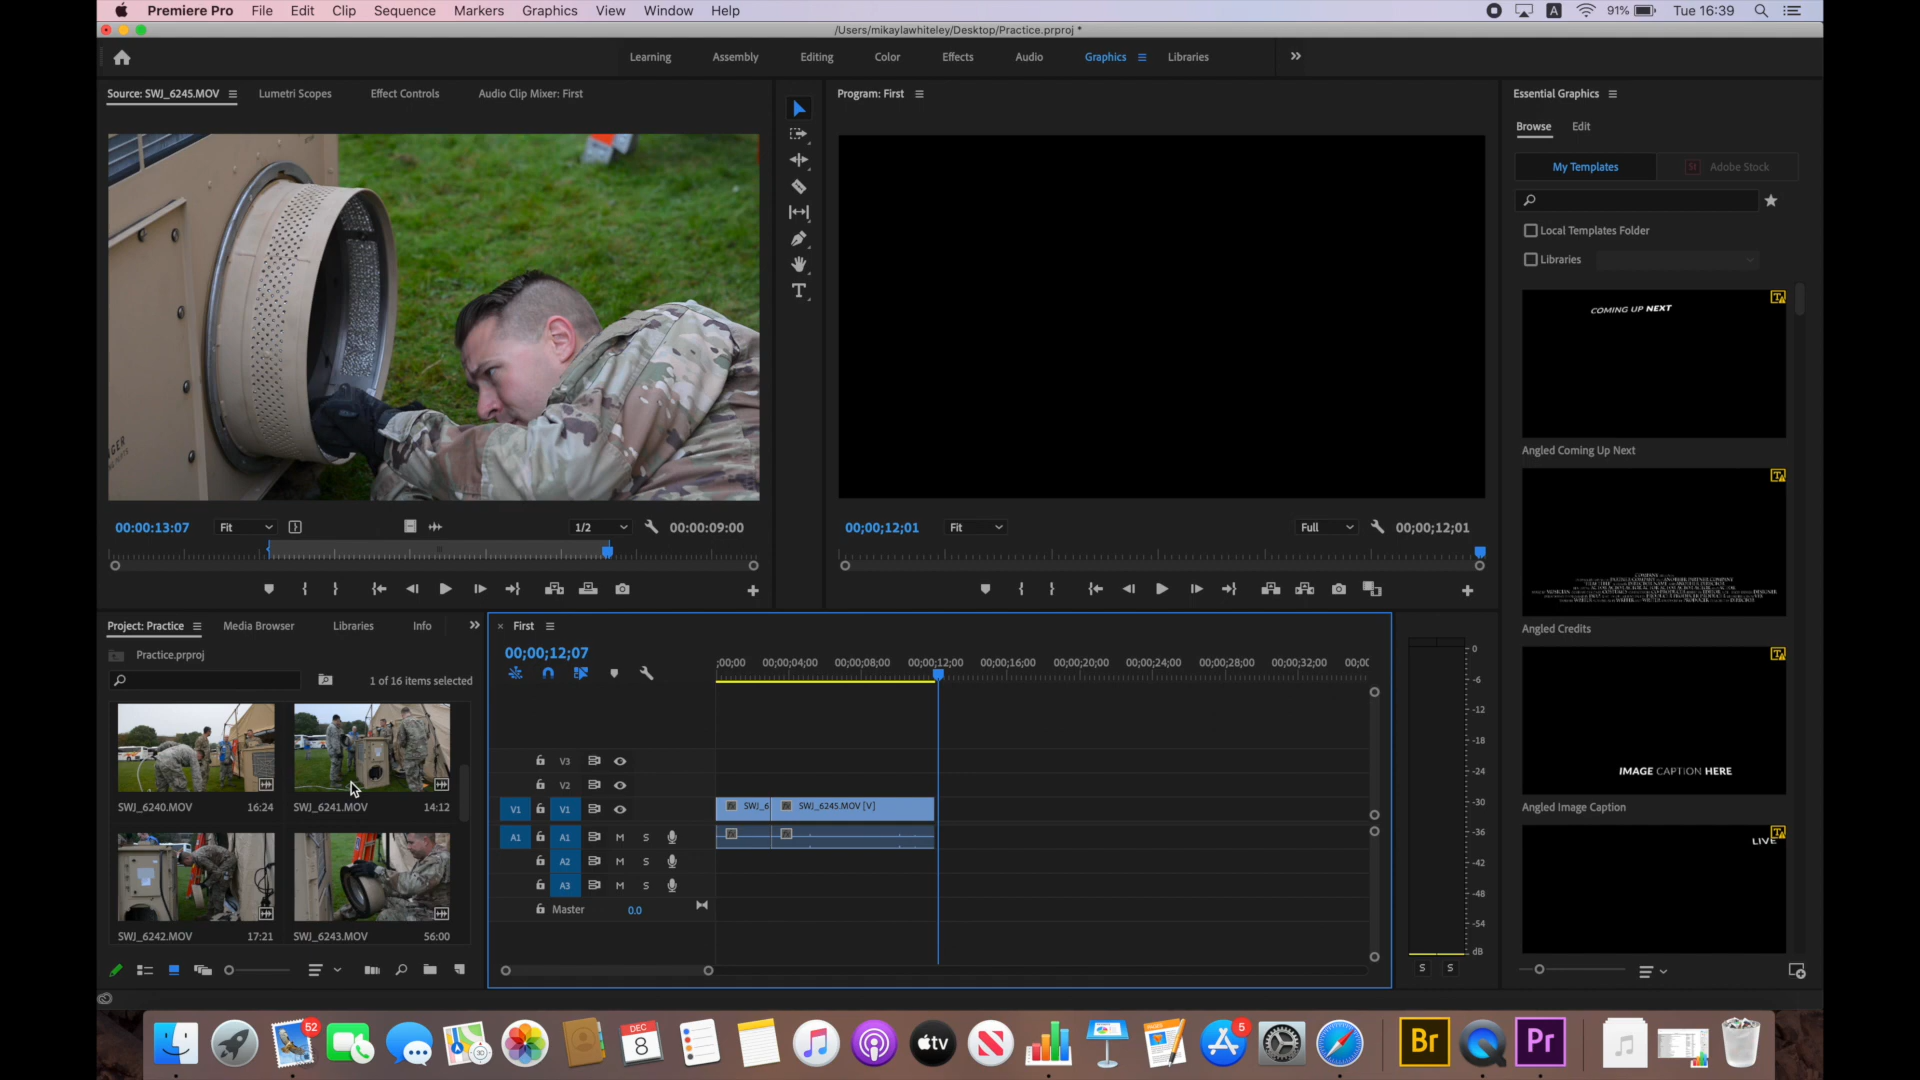 Premiere Pro File Edit Clip Sequence Markers Graphics View Window Help A 91% Tue 16:39
/Users/mikaylawhiteley/Desktop/Practice.prproj *
Learning Assembly Editing Color Effects Audio Graphics Libraries
Source: SWJ_6245.MOV Lumetri Scopes Effect Controls Audio Clip Mixer: First
Program: First
Essential Graphics
Browse Edit
My Templates St Adobe Stock
Local Templates Folder
Libraries
COMING UP NEXT
Angled Coming Up Next
Angled Credits
IMAGE CAPTION HERE
Angled Image Caption
LIVE
00:00:13:07 Fit 1/2 00:00:09:00
00;00;12;01 Fit Full 00;00;12;01
Project: Practice Media Browser Libraries Info
Practice.prproj
1 of 16 items selected
SWJ_6240.MOV 16:24
SWJ_6241.MOV 14:12
SWJ_6242.MOV 17:21
SWJ_6243.MOV 56:00
First
00;00;12;07
;00;00 00;00;04;00 00;00;08;00 00;00;12;00 00;00;16;00 00;00;20;00 00;00;24;00 00;00;28;00 00;00;32;00 00;0
V3
V2
V1 V1 SWJ_6 SWJ_6245.MOV [V]
A1 A1 M S
A2 M S
A3 M S
Master 0.0
0
-6
-12
-18
-24
-30
-36
-42
-48
-54
dB
S S
52
DEC
8
tv
5
Br
Pr